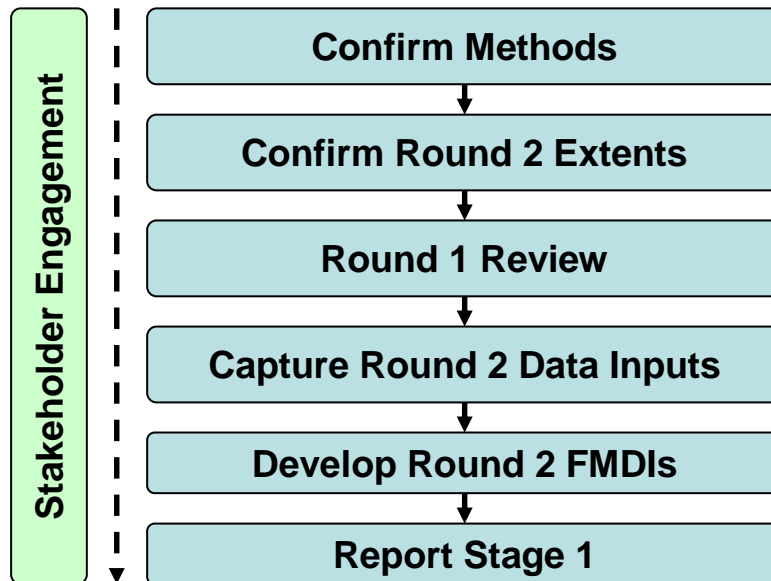 Stakeholder Engagement
Confirm Methods
Confirm Round 2 Extents
Round 1 Review
Capture Round 2 Data Inputs
Develop Round 2 FMDIs
Report Stage 1